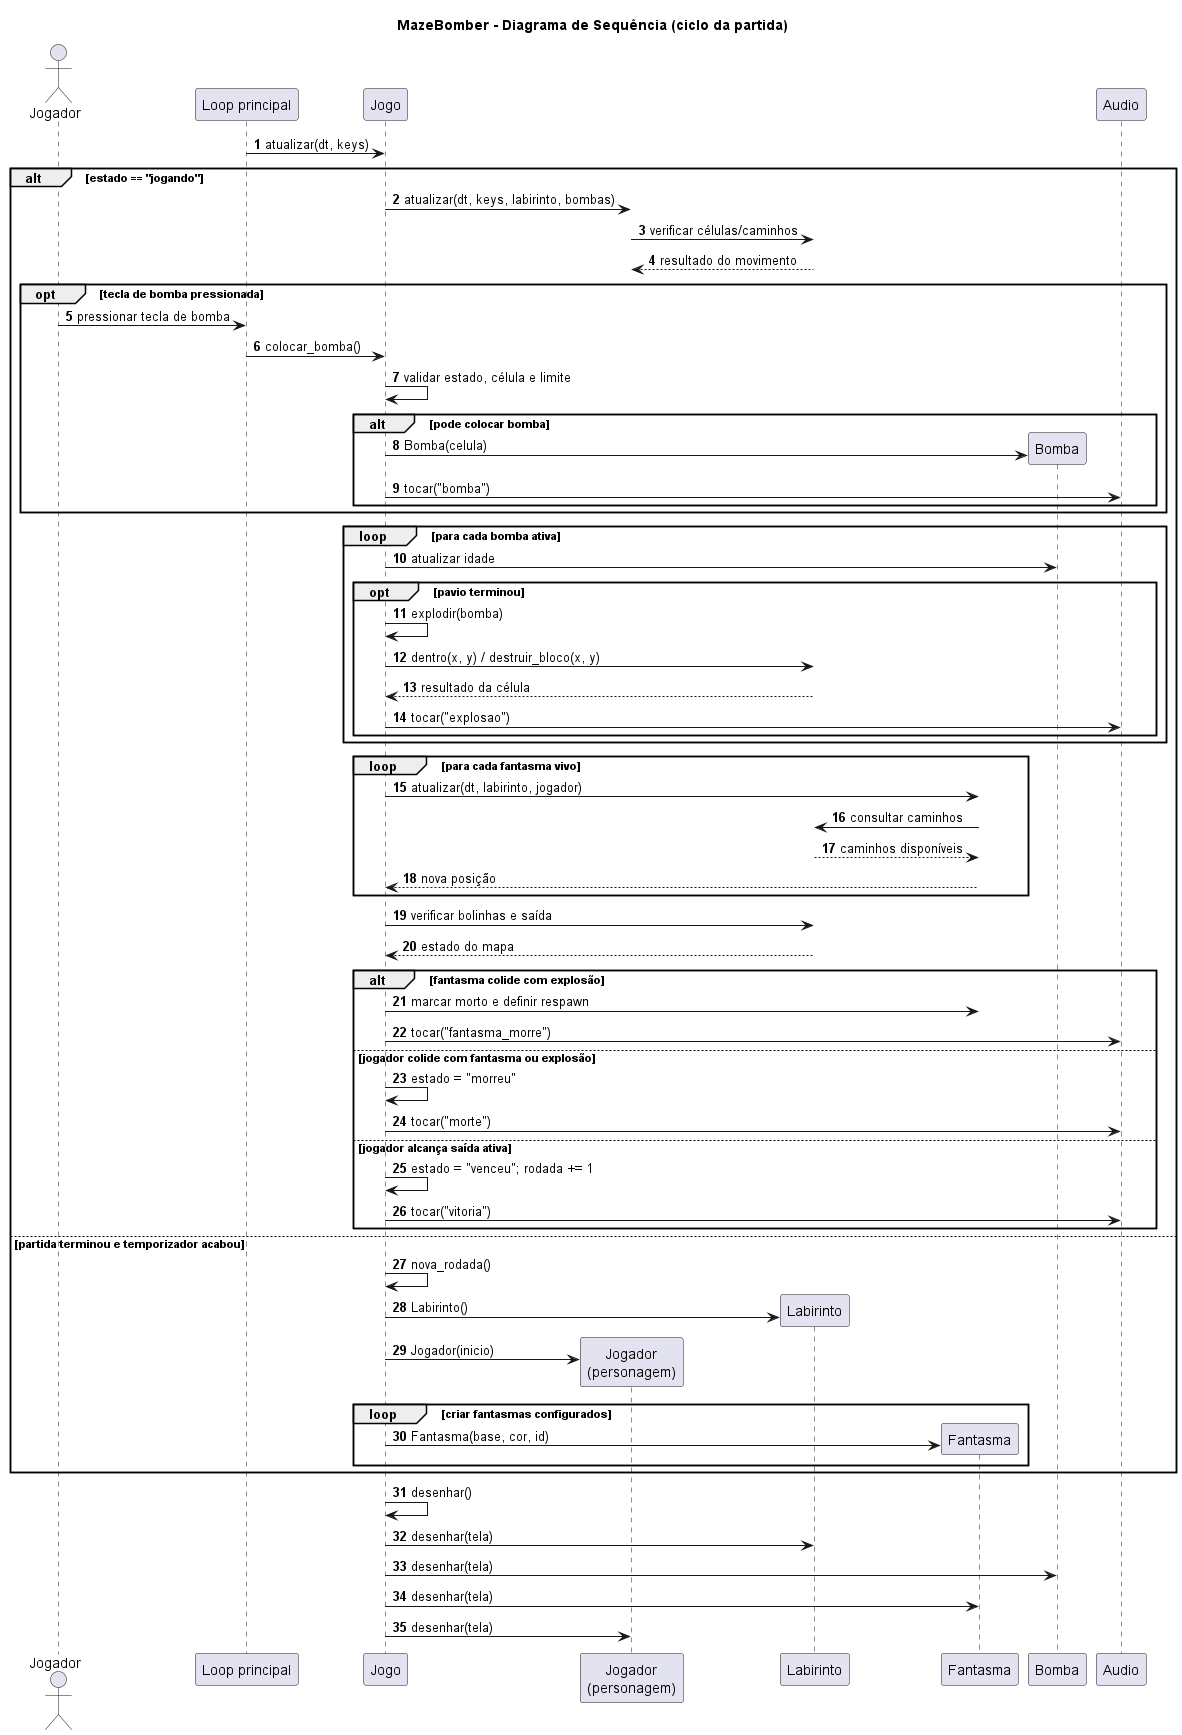 MazeBomber - Diagrama de Sequência (ciclo da partida)
Jogador
Loop principal
Jogo
Audio
1 atualizar(dt, keys)
alt [estado == "jogando"]
2 atualizar(dt, keys, labirinto, bombas)
3 verificar células/caminhos
4 resultado do movimento
opt [tecla de bomba pressionada]
5 pressionar tecla de bomba
6 colocar_bomba()
7 validar estado, célula e limite
alt [pode colocar bomba]
8 Bomba(celula)
Bomba
9 tocar("bomba")
loop [para cada bomba ativa]
10 atualizar idade
opt [pavio terminou]
11 explodir(bomba)
12 dentro(x, y) / destruir_bloco(x, y)
13 resultado da célula
14 tocar("explosao")
loop [para cada fantasma vivo]
15 atualizar(dt, labirinto, jogador)
16 consultar caminhos
17 caminhos disponíveis
18 nova posição
19 verificar bolinhas e saída
20 estado do mapa
alt [fantasma colide com explosão]
21 marcar morto e definir respawn
22 tocar("fantasma_morre")
[jogador colide com fantasma ou explosão]
23 estado = "morreu"
24 tocar("morte")
[jogador alcança saída ativa]
25 estado = "venceu"; rodada += 1
26 tocar("vitoria")
[partida terminou e temporizador acabou]
27 nova_rodada()
28 Labirinto()
Labirinto
29 Jogador(inicio)
Jogador
(personagem)
loop [criar fantasmas configurados]
30 Fantasma(base, cor, id)
Fantasma
31 desenhar()
32 desenhar(tela)
33 desenhar(tela)
34 desenhar(tela)
35 desenhar(tela)
Jogador
Loop principal
Jogo
Jogador
(personagem)
Labirinto
Fantasma
Bomba
Audio